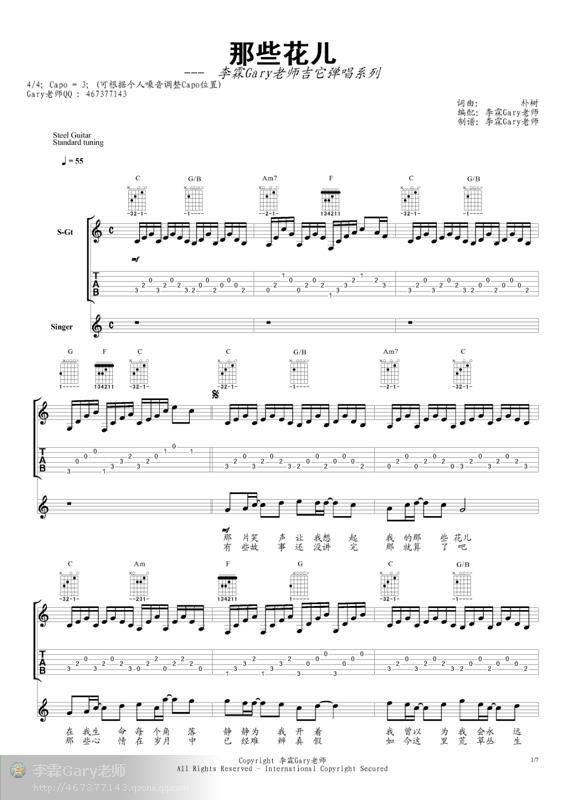 那些花儿
--- 李霖Gary老师吉它弹唱系列
4/4; Capo = 3; (可根据个人嗓音调整Capo位置)
Gary老师QQ : 467377143
词曲: 朴树
编配: 李霖Gary老师
制谱: 李霖Gary老师
Steel Guitar
Standard tuning
♩ = 55
C G/B Am7 F C G/B
S-Gt
mf
TAB
Singer
G F C C G/B Am7 C
mf
那 片 笑 声 让 我 想 起 我 的 那 些 花 儿
有 些 故 事 还 没 讲 完 那 就 算 了 吧
C Am F C G/B
在 我 生 命 每 个 角 落 静 静 为 我 开 着 我 曾 以 为 我 会 永 远
那 些 心 情 在 岁 月 中 已 经 难 辨 真 假 如 今 这 里 荒 草 丛 生
Copyright 李霖Gary老师
All Rights Reserved - International Copyright Secured
1/7
李霖Gary老师
http://467377143.qzone.qq.com